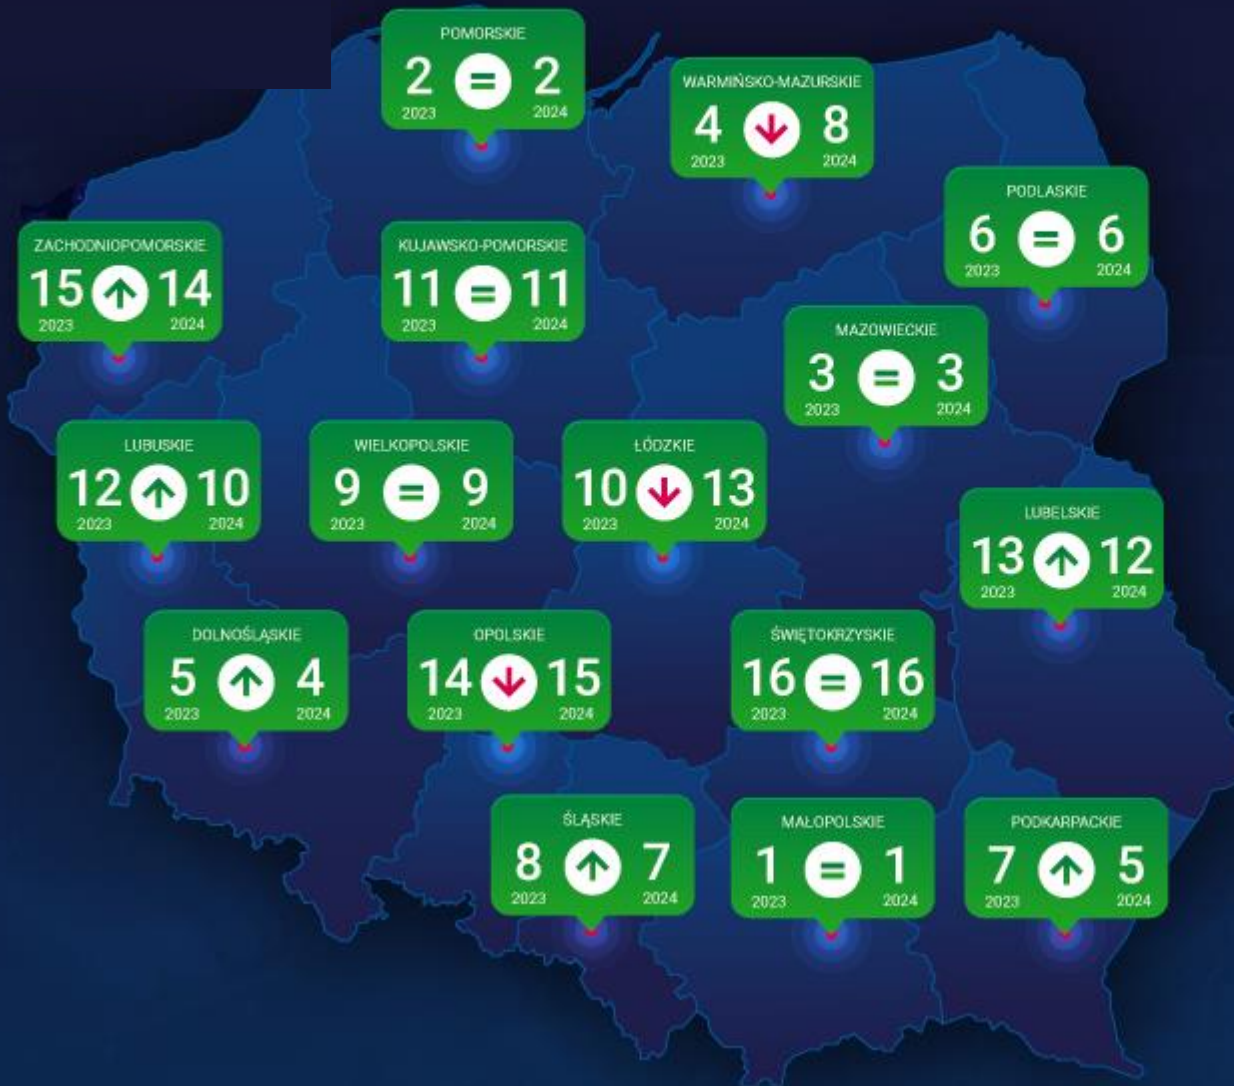 POMORSKIE
2 = 2
2023 2024
WARMIŃSKO-MAZURSKIE
4 8
2023 2024
PODLASKIE
6 = 6
2023 2024
ZACHODNIOPOMORSKIE
15 14
2023 2024
KUJAWSKO-POMORSKIE
11 = 11
2023 2024
MAZOWIECKIE
3 = 3
2023 2024
LUBUSKIE
12 10
2023 2024
WIELKOPOLSKIE
9 = 9
2023 2024
ŁÓDZKIE
10 13
2023 2024
LUBELSKIE
13 12
2023 2024
DOLNOŚLĄSKIE
5 4
2023 2024
OPOLSKIE
14 15
2023 2024
ŚWIĘTOKRZYSKIE
16 = 16
2023 2024
ŚLĄSKIE
8 7
2023 2024
MAŁOPOLSKIE
1 = 1
2023 2024
PODKARPACKIE
7 5
2023 2024